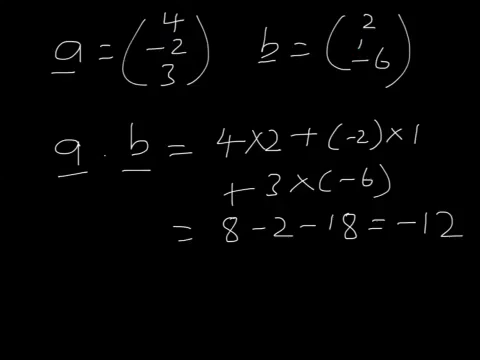 a = (4 -2 3) b = (2 1 -6)
a · b = 4×2 + (-2)×1
+ 3×(-6)
= 8 - 2 - 18 = -12